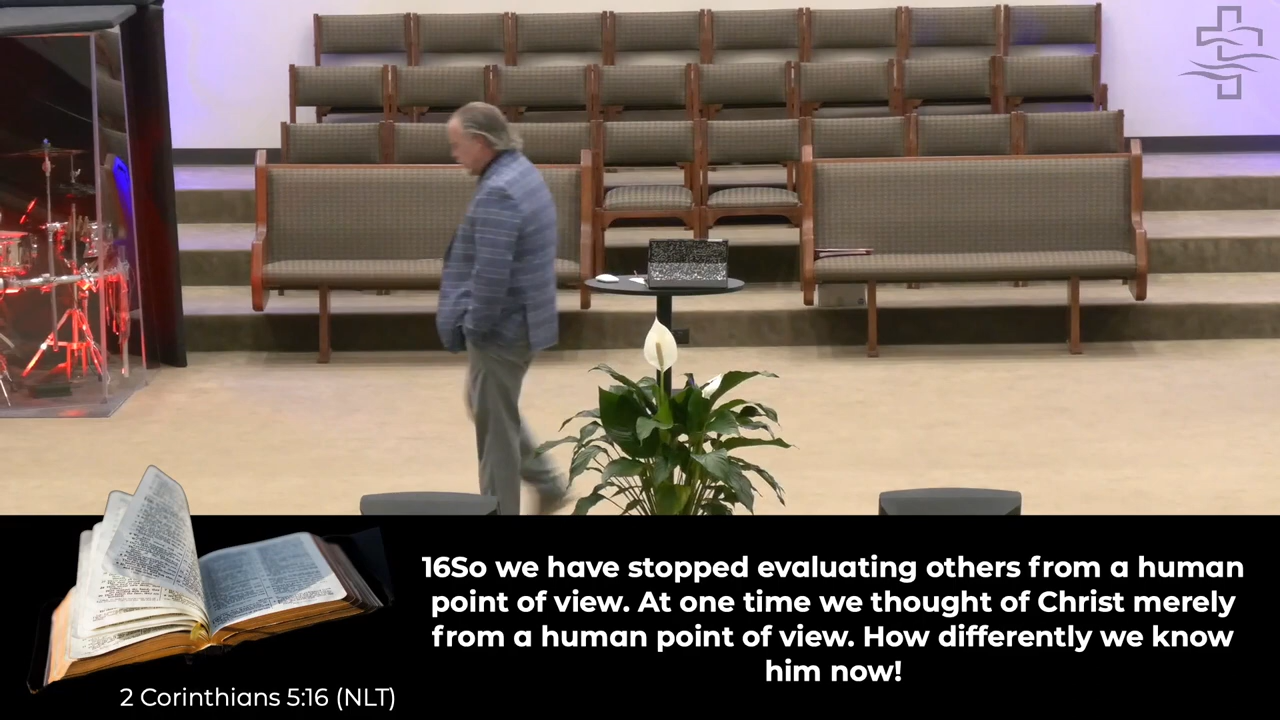 16So we have stopped evaluating others from a human
point of view. At one time we thought of Christ merely
from a human point of view. How differently we know
him now!
2 Corinthians 5:16 (NLT)